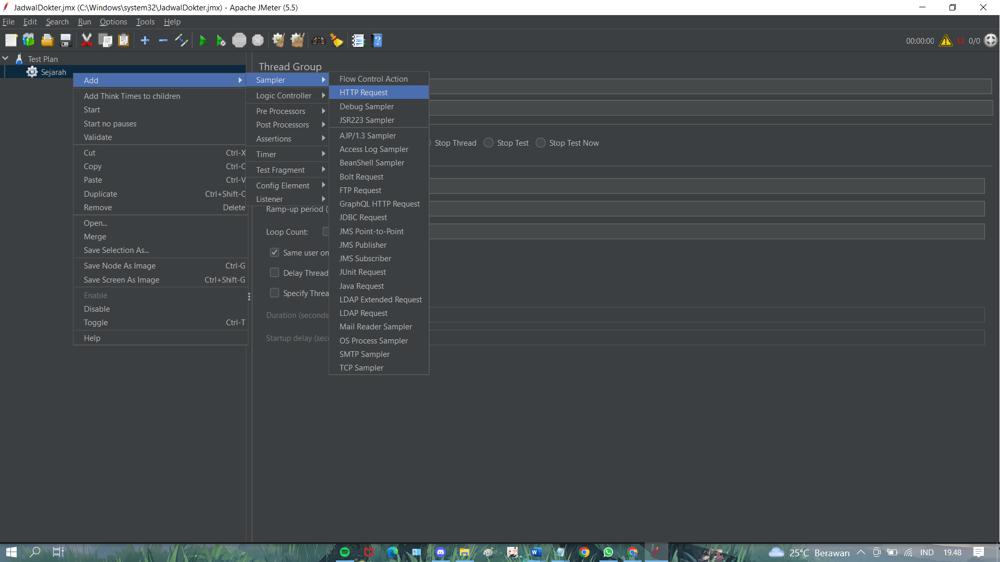 JadwalDokter.jmx (C:\Windows\system32\JadwalDokter.jmx) - Apache JMeter (5.5)
File Edit Search Run Options Tools Help
STOP
00:00:00 12 0/0
Test Plan
Sejarah
Thread Group
Add
Add Think Times to children
Start
Start no pauses
Validate
Cut Ctrl-X
Copy Ctrl-C
Paste Ctrl-V
Duplicate Ctrl+Shift-C
Remove Delete
Open...
Merge
Save Selection As...
Save Node As Image Ctrl-G
Save Screen As Image Ctrl+Shift-G
Enable
Disable
Toggle Ctrl-T
Help
Sampler
Logic Controller
Pre Processors
Post Processors
Assertions
Timer
Test Fragment
Config Element
Listener
Flow Control Action
HTTP Request
Debug Sampler
JSR223 Sampler
AJP/1.3 Sampler
Access Log Sampler
BeanShell Sampler
Bolt Request
FTP Request
GraphQL HTTP Request
JDBC Request
JMS Point-to-Point
JMS Publisher
JMS Subscriber
JUnit Request
Java Request
LDAP Extended Request
LDAP Request
Mail Reader Sampler
OS Process Sampler
SMTP Sampler
TCP Sampler
Stop Thread Stop Test Stop Test Now
Ramp-up period (
Loop Count:
Same user on
Delay Thread
Specify Threa
Duration (seconds
Startup delay (sec
25°C Berawan IND 19.48